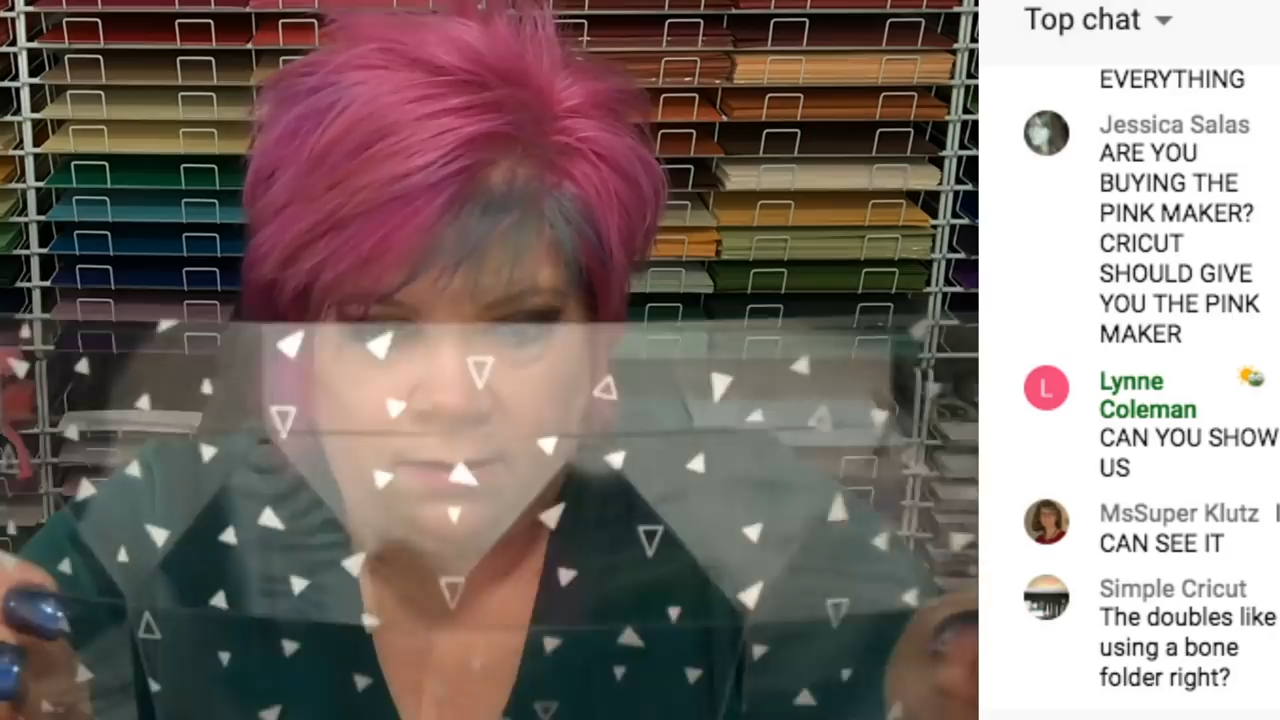 Top chat
EVERYTHING
Jessica Salas
ARE YOU
BUYING THE
PINK MAKER?
CRICUT
SHOULD GIVE
YOU THE PINK
MAKER
L
Lynne
Coleman
CAN YOU SHOW
US
MsSuper Klutz I
CAN SEE IT
Simple Cricut
The doubles like
using a bone
folder right?